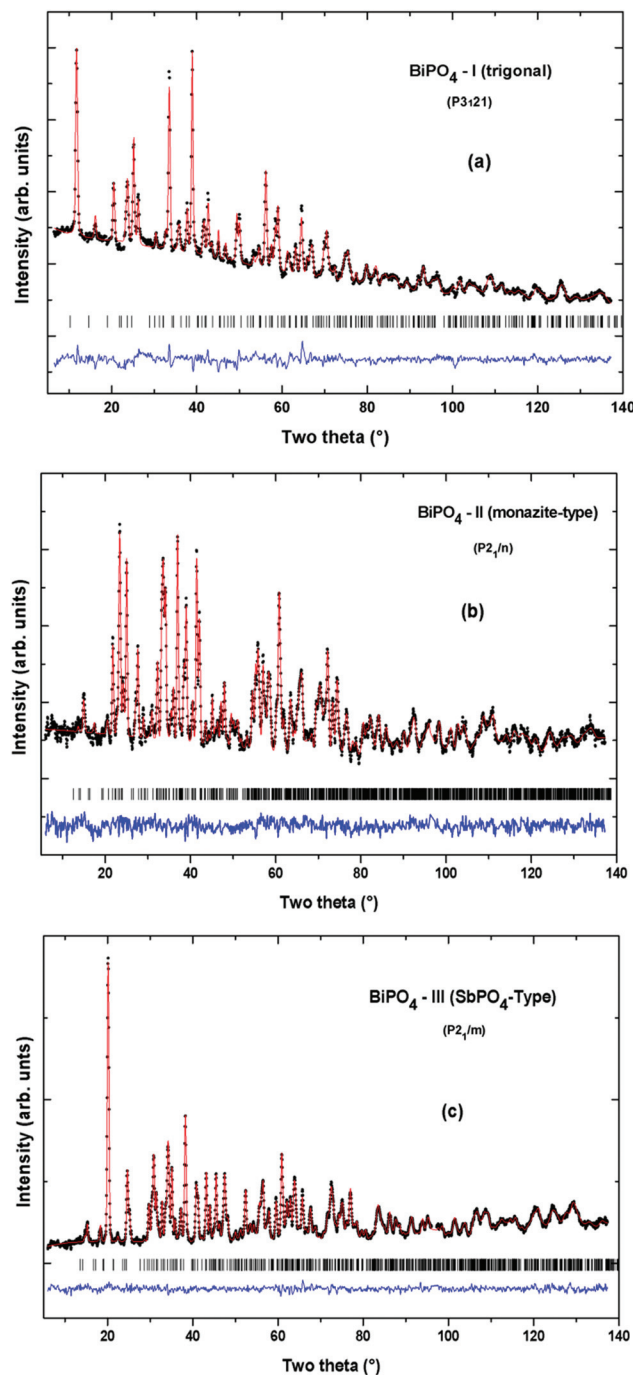 BiPO₄ - I (trigonal)
(P3₁21)
(a)
Intensity (arb. units)
20 40 60 80 100 120 140
Two theta (°)
BiPO₄ - II (monazite-type)
(P2₁/n)
(b)
Intensity (arb. units)
20 40 60 80 100 120 140
Two theta (°)
BiPO₄ - III (SbPO₄-Type)
(P2₁/m)
(c)
Intensity (arb. units)
20 40 60 80 100 120 140
Two theta (°)